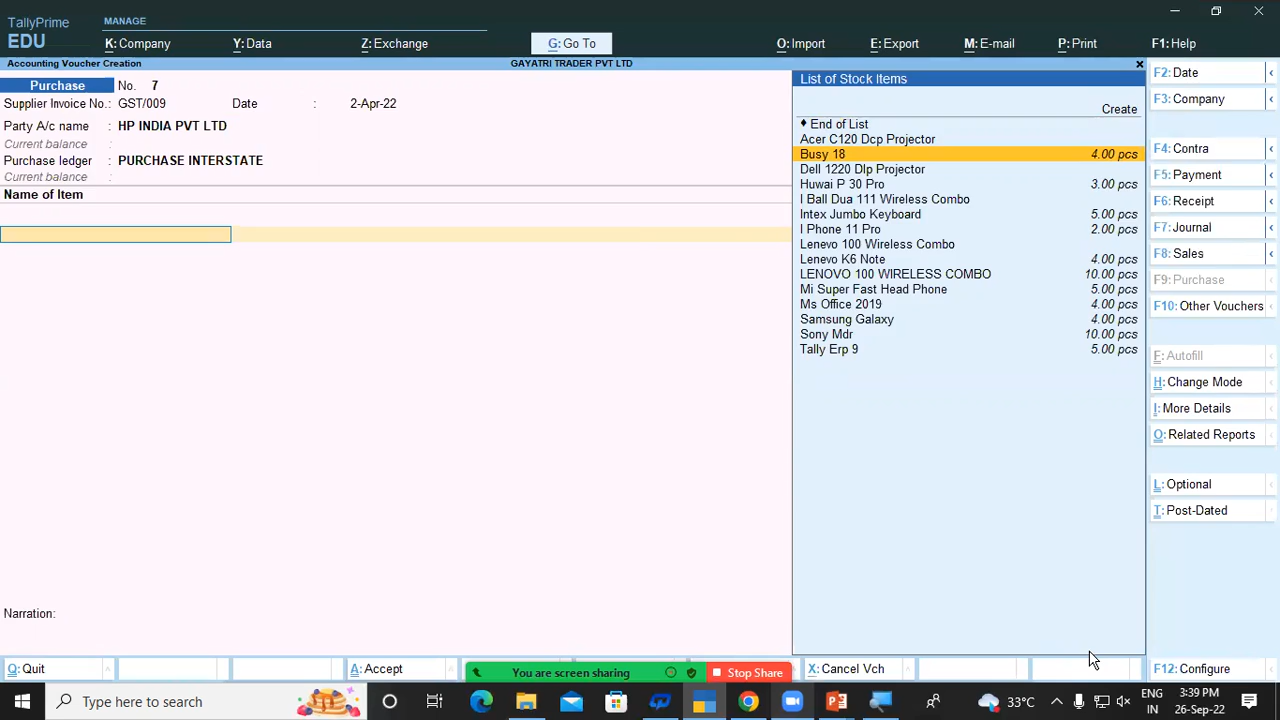 TallyPrime
EDU
MANAGE
K: Company
Y: Data
Z: Exchange
G: Go To
O: Import
E: Export
M: E-mail
P: Print
F1: Help
Accounting Voucher Creation
GAYATRI TRADER PVT LTD
Purchase No. 7
Supplier Invoice No.: GST/009 Date : 2-Apr-22
Party A/c name : HP INDIA PVT LTD
Current balance :
Purchase ledger : PURCHASE INTERSTATE
Current balance :
Name of Item
Narration:
List of Stock Items
Create
♦ End of List
Acer C120 Dcp Projector
Busy 18 4.00 pcs
Dell 1220 Dlp Projector
Huwai P 30 Pro 3.00 pcs
I Ball Dua 111 Wireless Combo
Intex Jumbo Keyboard 5.00 pcs
I Phone 11 Pro 2.00 pcs
Lenevo 100 Wireless Combo
Lenevo K6 Note 4.00 pcs
LENOVO 100 WIRELESS COMBO 10.00 pcs
Mi Super Fast Head Phone 5.00 pcs
Ms Office 2019 4.00 pcs
Samsung Galaxy 4.00 pcs
Sony Mdr 10.00 pcs
Tally Erp 9 5.00 pcs
F2: Date
F3: Company
F4: Contra
F5: Payment
F6: Receipt
F7: Journal
F8: Sales
F9: Purchase
F10: Other Vouchers
F: Autofill
H: Change Mode
I: More Details
O: Related Reports
L: Optional
T: Post-Dated
Q: Quit
A: Accept
You are screen sharing
Stop Share
X: Cancel Vch
F12: Configure
Type here to search
33°C
ENG
IN
3:39 PM
26-Sep-22